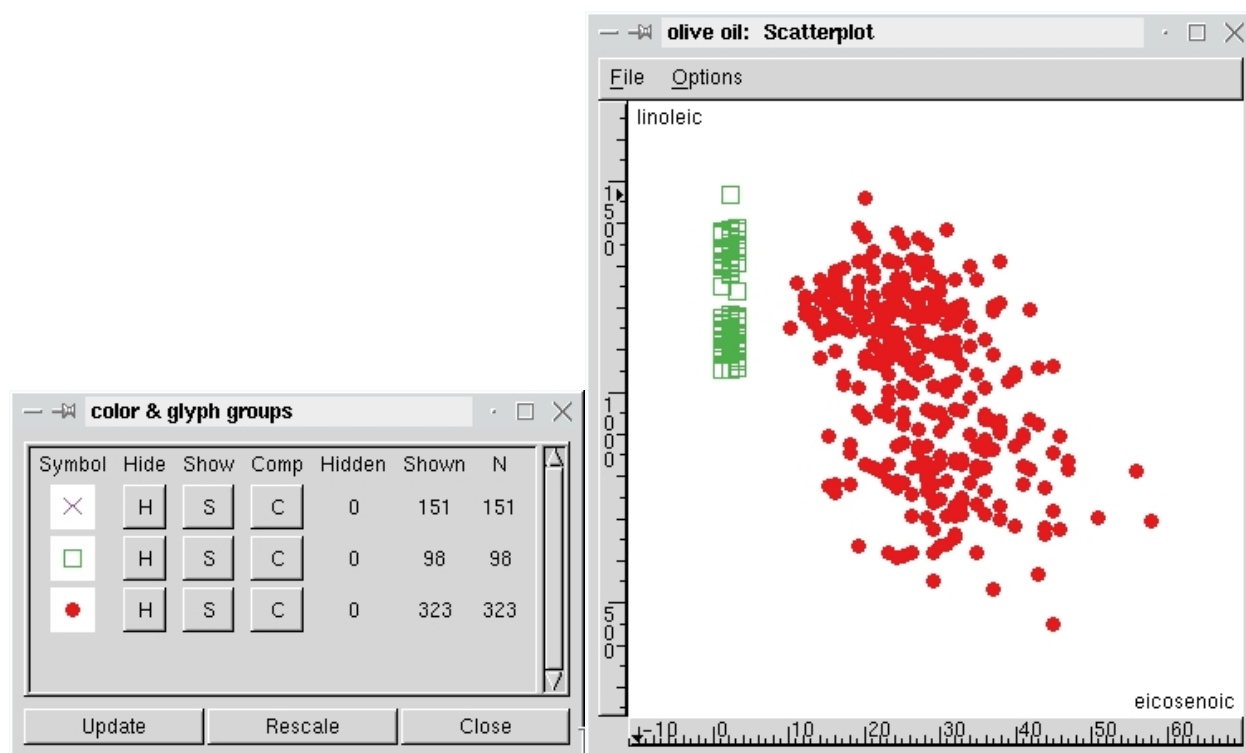 olive oil: Scatterplot
File Options
linoleic
1500
1000
500
eicosenoic
-10 0 10 20 30 40 50 60
color & glyph groups
Symbol Hide Show Comp Hidden Shown N
H S C 0 151 151
H S C 0 98 98
H S C 0 323 323
Update Rescale Close